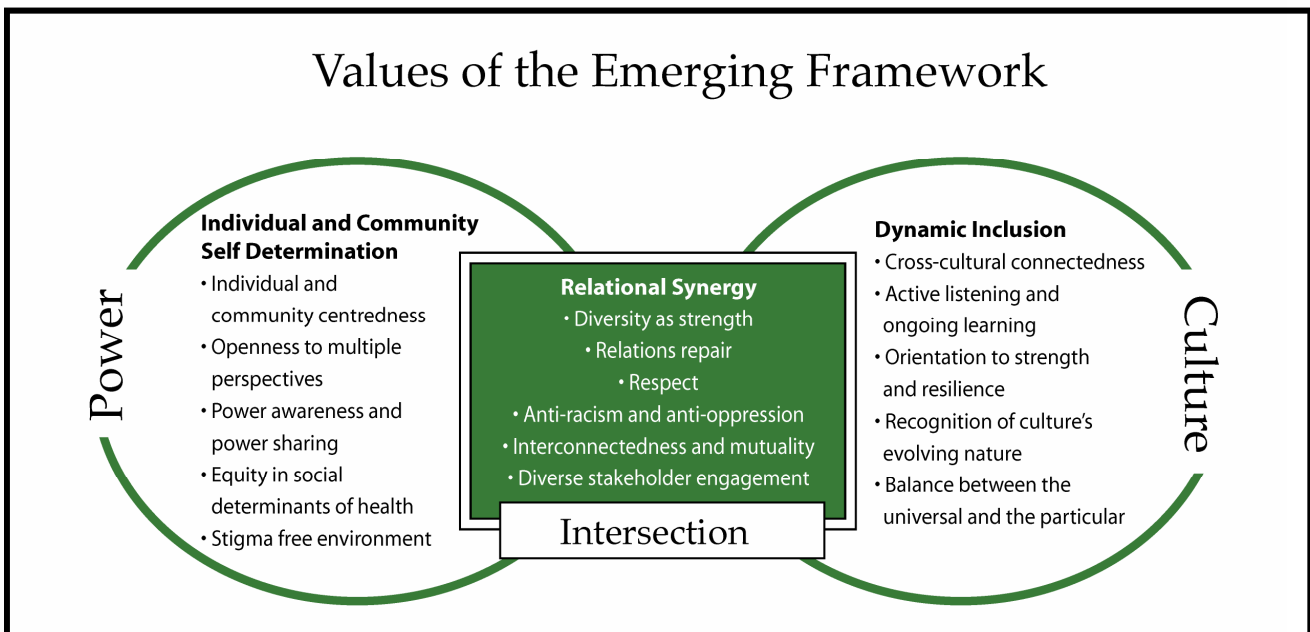 Values of the Emerging Framework
Power
Individual and Community
Self Determination
• Individual and
community centredness
• Openness to multiple
perspectives
• Power awareness and
power sharing
• Equity in social
determinants of health
• Stigma free environment
Relational Synergy
• Diversity as strength
• Relations repair
• Respect
• Anti-racism and anti-oppression
• Interconnectedness and mutuality
• Diverse stakeholder engagement
Intersection
Dynamic Inclusion
• Cross-cultural connectedness
• Active listening and
ongoing learning
• Orientation to strength
and resilience
• Recognition of culture’s
evolving nature
• Balance between the
universal and the particular
Culture